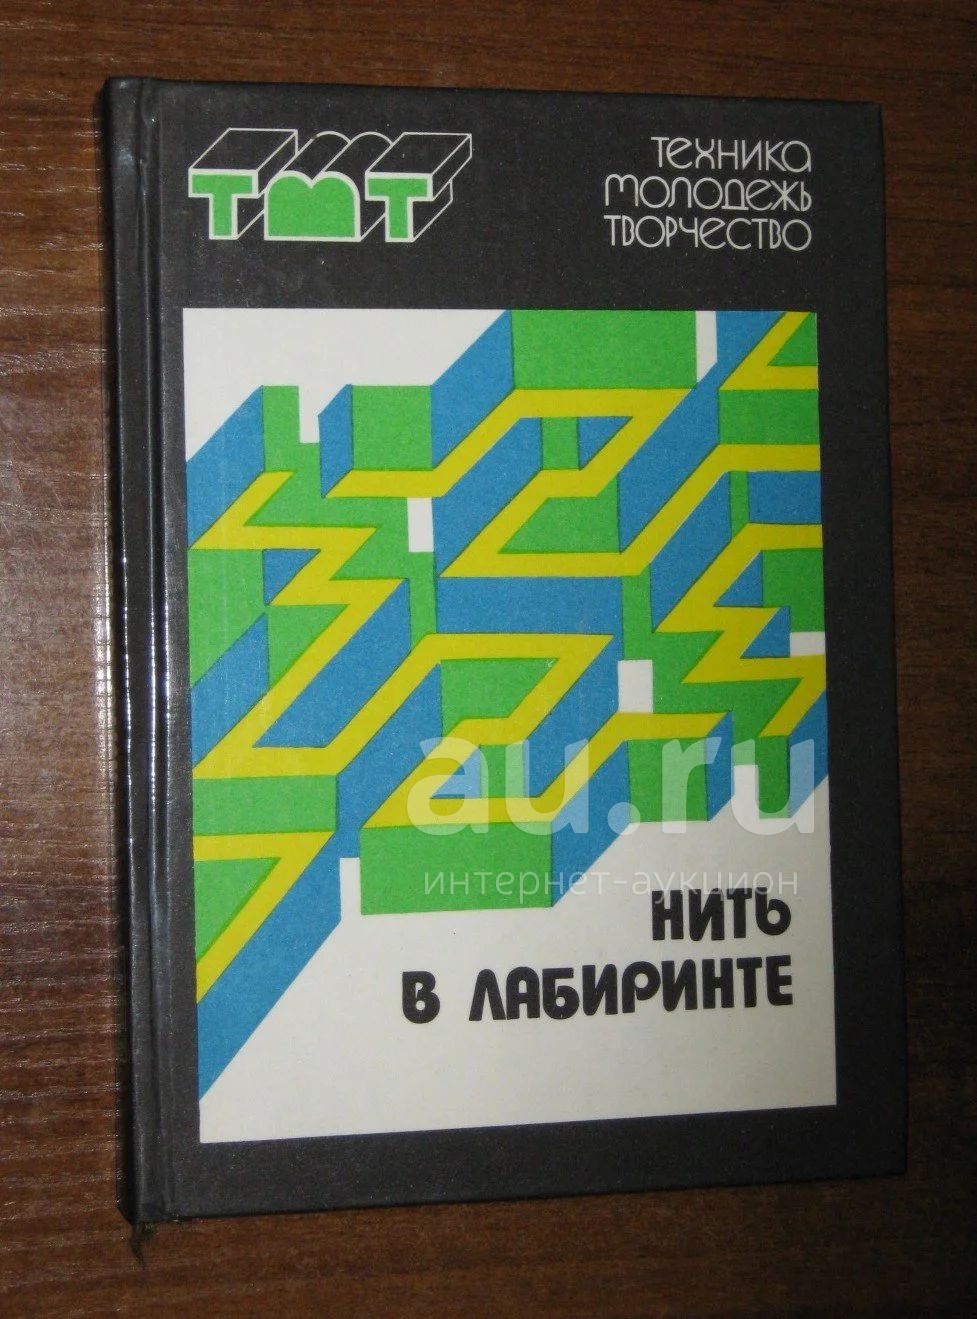 ТМТ
ТЕХНИКА
МОЛОДЕЖЬ
ТВОРЧЕСТВО
au.ru
интернет-аукцион
НИТЬ
В ЛАБИРИНТЕ